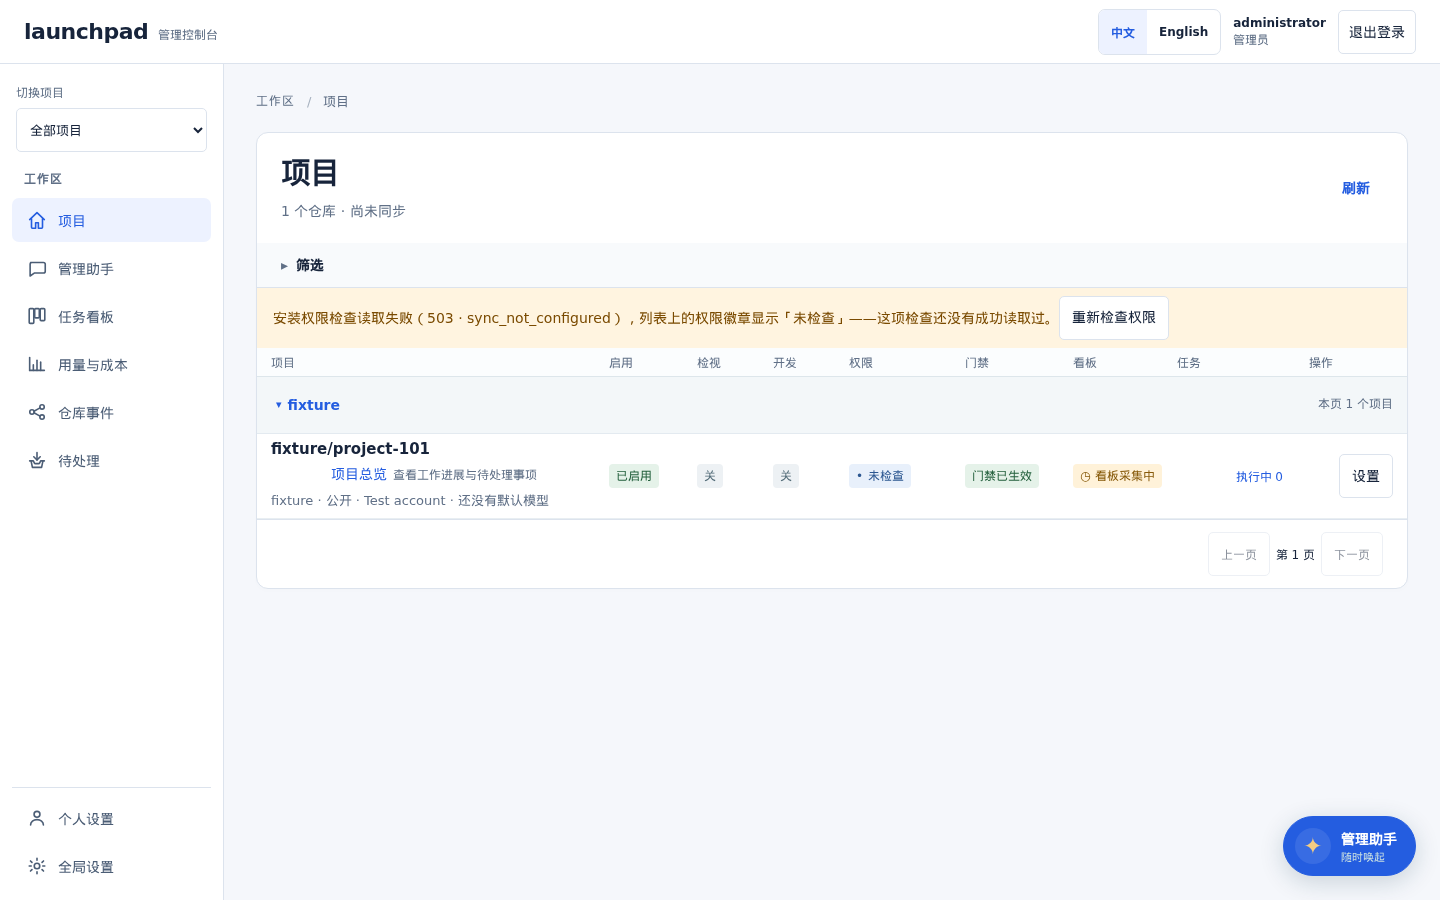 launchpad 管理控制台
中文 English
administrator
管理员
退出登录
切换项目
全部项目
工作区
项目
管理助手
任务看板
用量与成本
仓库事件
待处理
个人设置
全局设置
工作区 / 项目
项目
1 个仓库 · 尚未同步
刷新
▸ 筛选
安装权限检查读取失败（503 · sync_not_configured），列表上的权限徽章显示「未检查」——这项检查还没有成功读取过。 重新检查权限
项目 启用 检视 开发 权限 门禁 看板 任务 操作
▾ fixture 本页 1 个项目
fixture/project-101
项目总览 查看工作进展与待处理事项
fixture · 公开 · Test account · 还没有默认模型
已启用 关 关 • 未检查 门禁已生效 ◷ 看板采集中 执行中 0 设置
上一页 第 1 页 下一页
管理助手
随时唤起